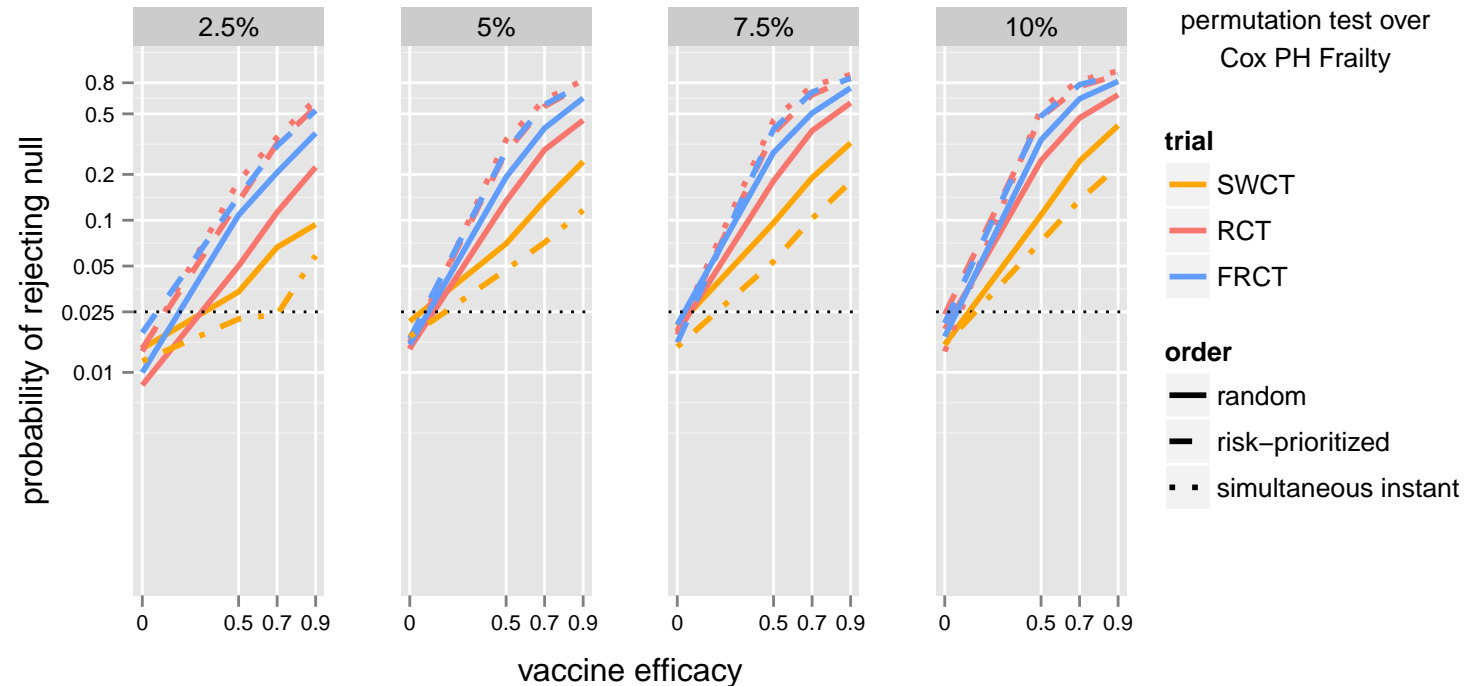 2.5%
5%
7.5%
10%
permutation test over
Cox PH Frailty
probability of rejecting null
0.8
0.5
0.2
0.1
0.05
0.025
0.01
0 0.5 0.7 0.9
0 0.5 0.7 0.9
0 0.5 0.7 0.9
0 0.5 0.7 0.9
vaccine efficacy
trial
SWCT
RCT
FRCT
order
random
risk−prioritized
simultaneous instant